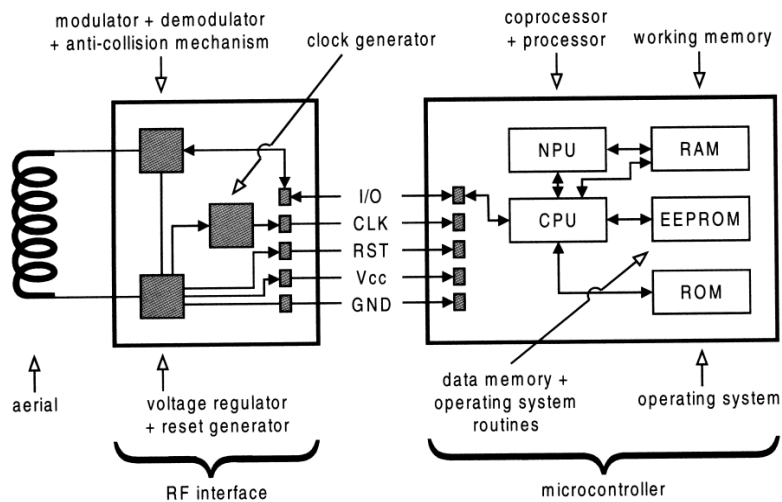 modulator + demodulator
+ anti-collision mechanism
clock generator
coprocessor
+ processor
working memory
NPU
RAM
I/O
CLK
RST
Vcc
GND
CPU
EEPROM
ROM
aerial
voltage regulator
+ reset generator
data memory +
operating system
routines
operating system
RF interface
microcontroller